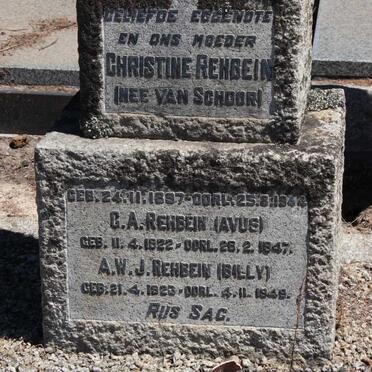 GELIEFDE EGGENOTE
EN ONS MOEDER
CHRISTINE REHBEIN
(NEE VAN SCHOOR)
GEB. 24.11.1897-OORL. 25.8.1944
C.A. REHBEIN (AVUS)
GEB. 11.4.1922-OORL. 26.2.1947.
A.W.J. REHBEIN (BILLY)
GEB. 21.4.1923-OORL. 4.11.1948.
RUS SAG.